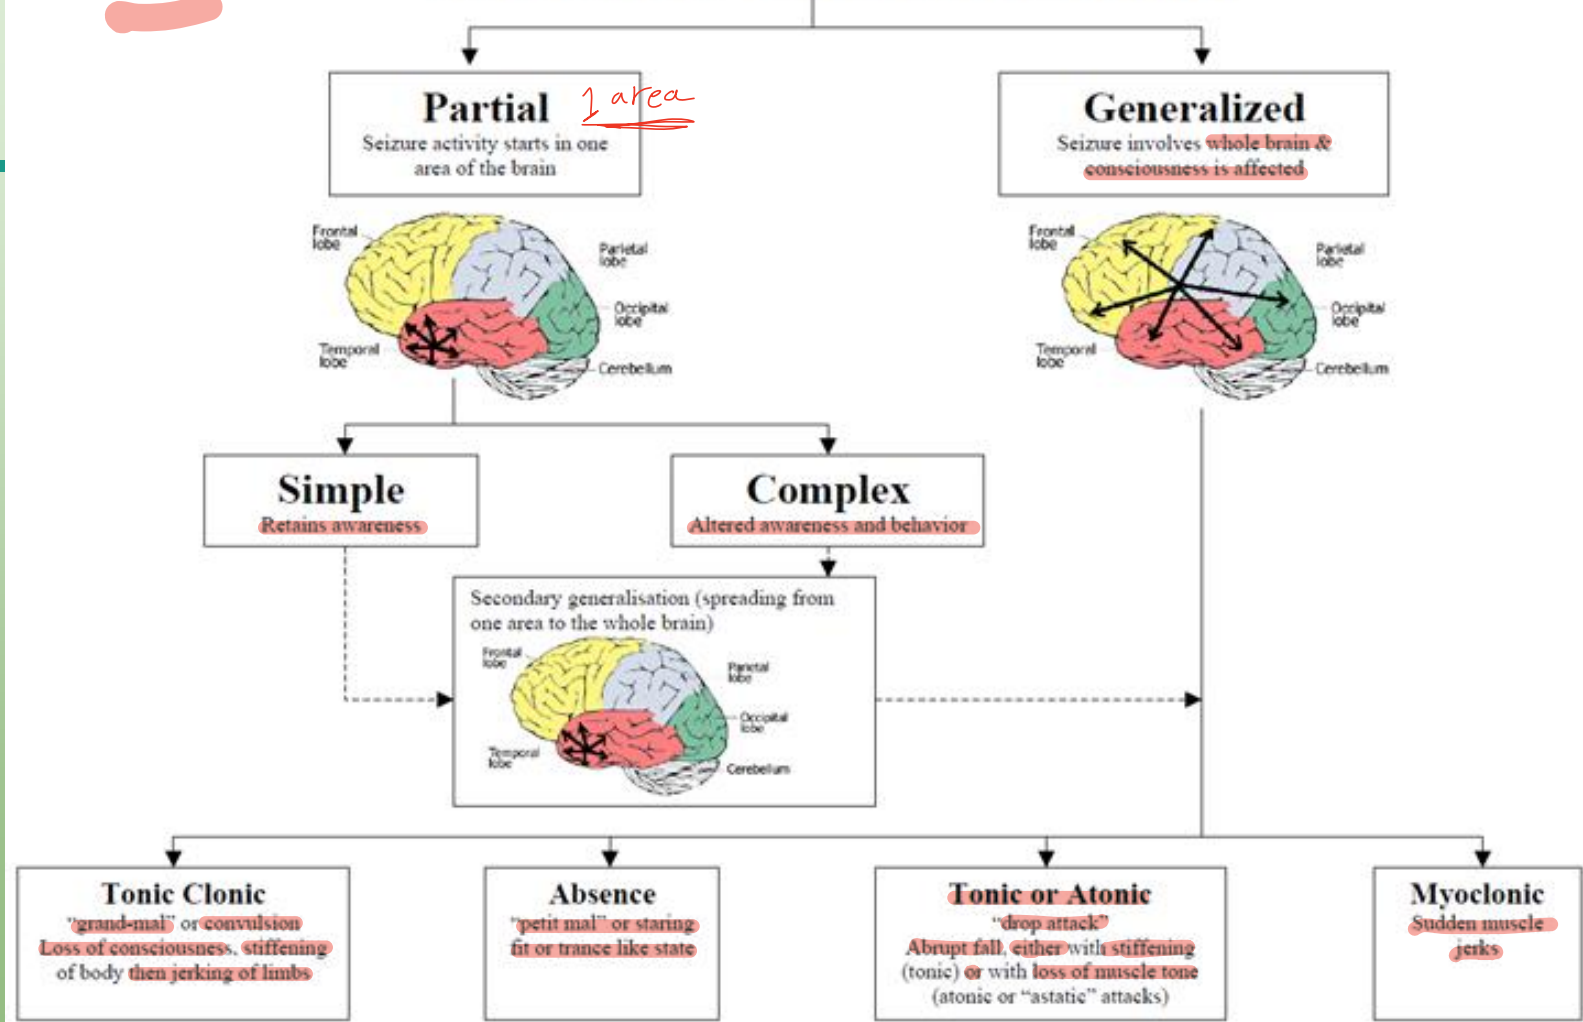 Partial
1 area
Seizure activity starts in one
area of the brain
Generalized
Seizure involves whole brain &
consciousness is affected
Frontal
lobe
Parietal
lobe
Occipital
lobe
Temporal
lobe
Cerebellum
Frontal
lobe
Parietal
lobe
Occipital
lobe
Temporal
lobe
Cerebellum
Simple
Retains awareness
Complex
Altered awareness and behavior
Secondary generalisation (spreading from
one area to the whole brain)
Frontal
lobe
Parietal
lobe
Occipital
lobe
Temporal
lobe
Cerebellum
Tonic Clonic
“grand-mal” or convulsion
Loss of consciousness, stiffening
of body then jerking of limbs
Absence
“petit mal” or staring
fit or trance like state
Tonic or Atonic
“drop attack”
Abrupt fall, either with stiffening
(tonic) or with loss of muscle tone
(atonic or “astatic” attacks)
Myoclonic
Sudden muscle
jerks